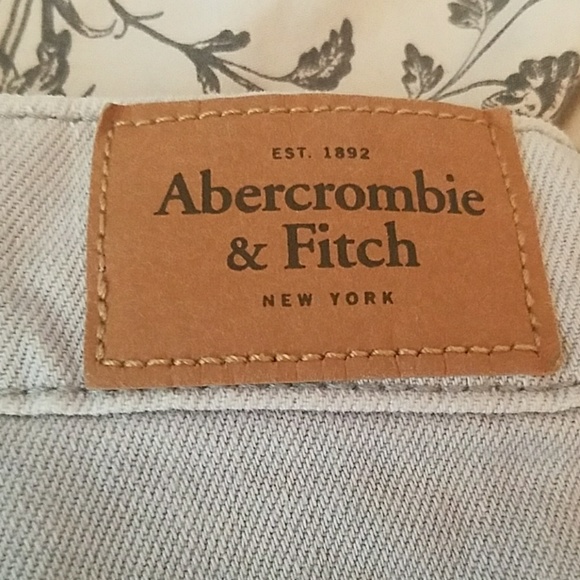 EST. 1892
Abercrombie
& Fitch
NEW YORK